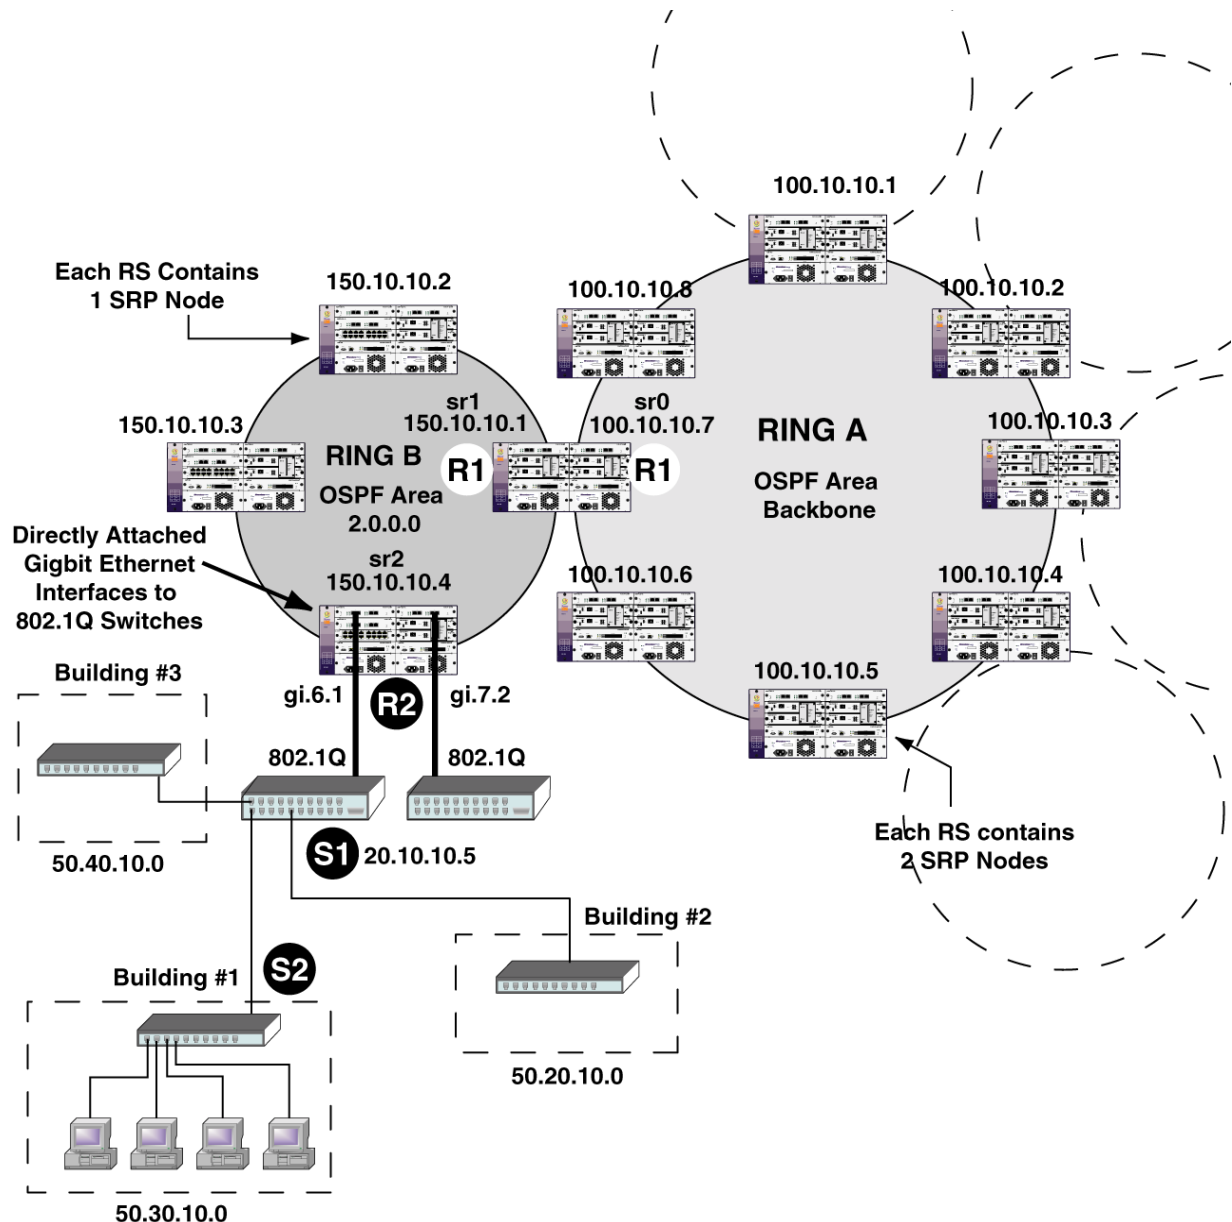 100.10.10.1
Each RS Contains
1 SRP Node
150.10.10.2
100.10.10.8
100.10.10.2
sr1
150.10.10.1
sr0
100.10.10.7
150.10.10.3
100.10.10.3
R1
R1
RING B
OSPF Area
2.0.0.0
RING A
OSPF Area
Backbone
Directly Attached
Gigbit Ethernet
Interfaces to
802.1Q Switches
sr2
150.10.10.4
100.10.10.6
100.10.10.4
100.10.10.5
Building #3
gi.6.1
R2
gi.7.2
802.1Q
802.1Q
S1
20.10.10.5
50.40.10.0
Each RS contains
2 SRP Nodes
Building #2
S2
Building #1
50.20.10.0
50.30.10.0